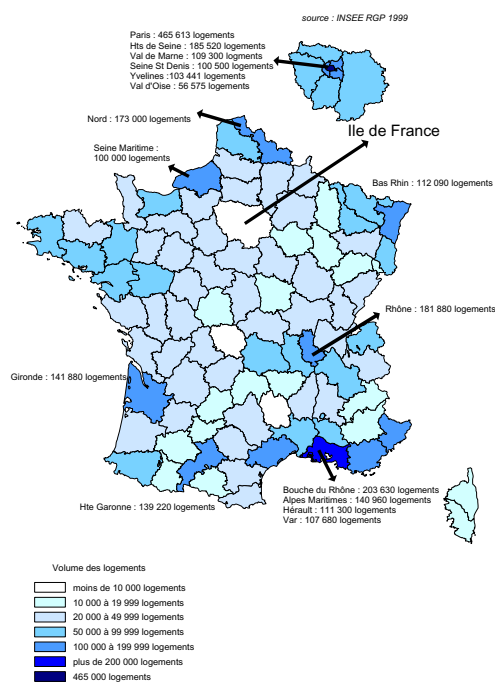 source : INSEE RGP 1999
Paris : 465 613 logements
Hts de Seine : 185 520 logements
Val de Marne : 109 300 logements
Seine St Denis : 100 500 logements
Yvelines :103 441 logements
Val d'Oise : 56 575 logements
Nord : 173 000 logements
Ile de France
Seine Maritime :
100 000 logements
Bas Rhin : 112 090 logements
Rhône : 181 880 logements
Gironde : 141 880 logements
Bouche du Rhône : 203 630 logements
Alpes Maritimes : 140 960 logements
Hérault : 111 300 logements
Var : 107 680 logements
Hte Garonne : 139 220 logements
Volume des logements
moins de 10 000 logements
10 000 à 19 999 logements
20 000 à 49 999 logements
50 000 à 99 999 logements
100 000 à 199 999 logements
plus de 200 000 logements
465 000 logements